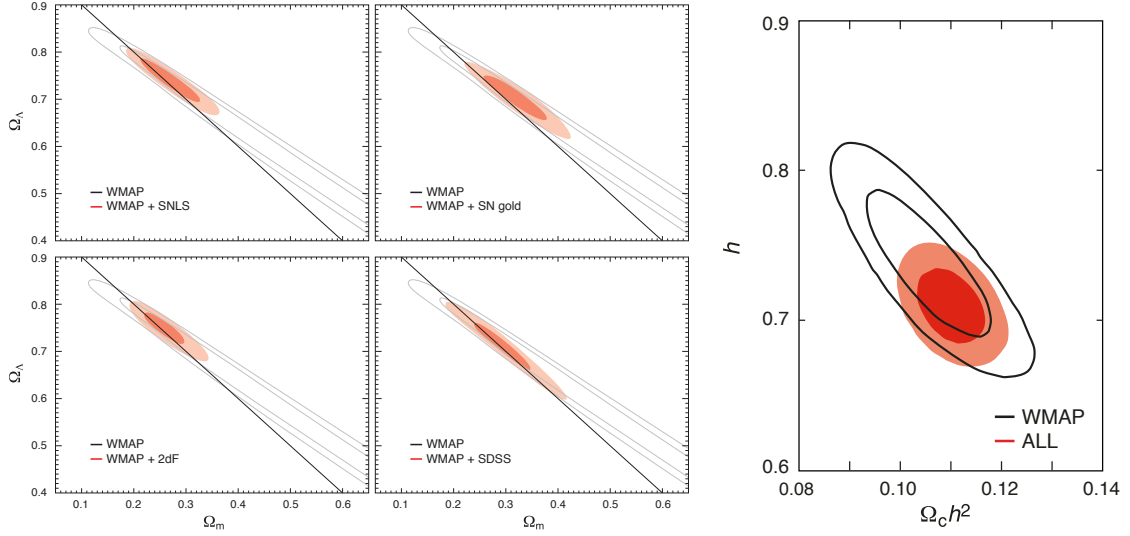 0.9
0.8
0.7
0.6
0.5
0.4
Ω_Λ
WMAP
WMAP + SNLS
WMAP
WMAP + SN gold
0.9
0.8
0.7
0.6
0.5
0.4
Ω_Λ
WMAP
WMAP + 2dF
0.1 0.2 0.3 0.4 0.5 0.6
Ω_m
WMAP
WMAP + SDSS
0.1 0.2 0.3 0.4 0.5 0.6
Ω_m
0.9
0.8
0.7
0.6
h
WMAP
ALL
0.08 0.10 0.12 0.14
Ω_c h²